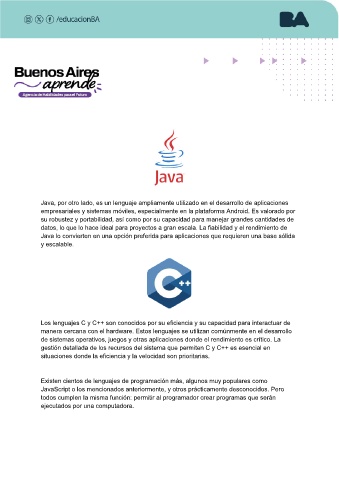 /educacionBA
BA
Buenos Aires
aprende
Agencia de Habilidades para el Futuro
Java
Java, por otro lado, es un lenguaje ampliamente utilizado en el desarrollo de aplicaciones
empresariales y sistemas móviles, especialmente en la plataforma Android. Es valorado por
su robustez y portabilidad, así como por su capacidad para manejar grandes cantidades de
datos, lo que lo hace ideal para proyectos a gran escala. La fiabilidad y el rendimiento de
Java lo convierten en una opción preferida para aplicaciones que requieren una base sólida
y escalable.
C++
Los lenguajes C y C++ son conocidos por su eficiencia y su capacidad para interactuar de
manera cercana con el hardware. Estos lenguajes se utilizan comúnmente en el desarrollo
de sistemas operativos, juegos y otras aplicaciones donde el rendimiento es crítico. La
gestión detallada de los recursos del sistema que permiten C y C++ es esencial en
situaciones donde la eficiencia y la velocidad son prioritarias.
Existen cientos de lenguajes de programación más, algunos muy populares como
JavaScript o los mencionados anteriormente, y otros prácticamente desconocidos. Pero
todos cumplen la misma función: permitir al programador crear programas que serán
ejecutados por una computadora.